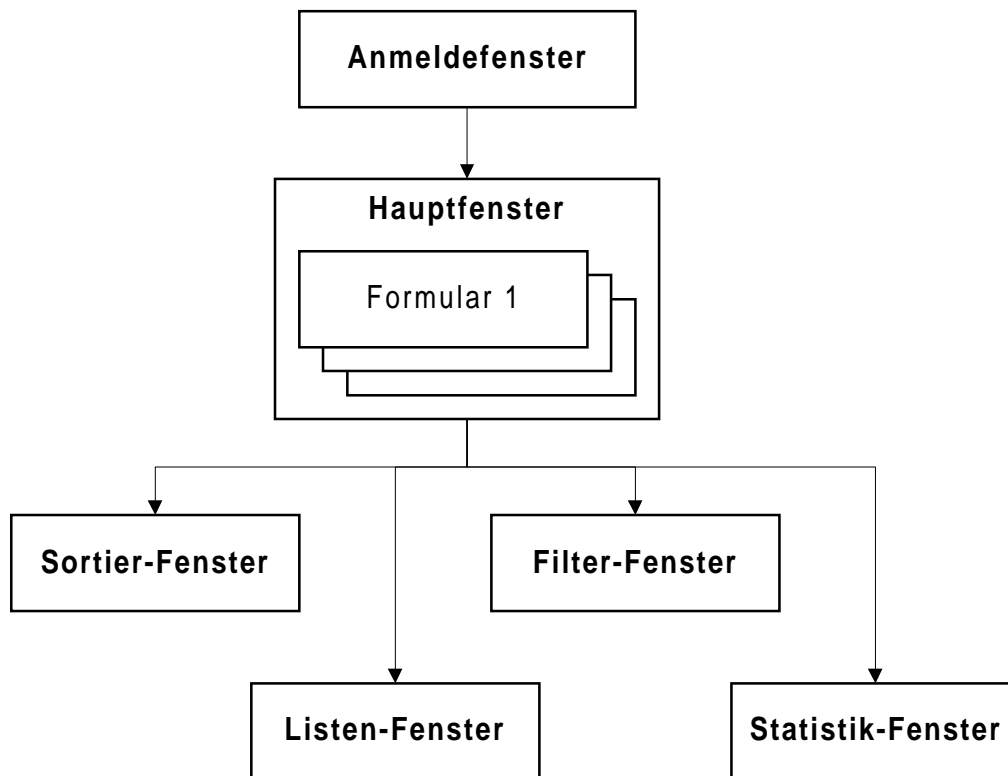 Anmeldefenster
Hauptfenster
Formular 1
Sortier-Fenster
Filter-Fenster
Listen-Fenster
Statistik-Fenster